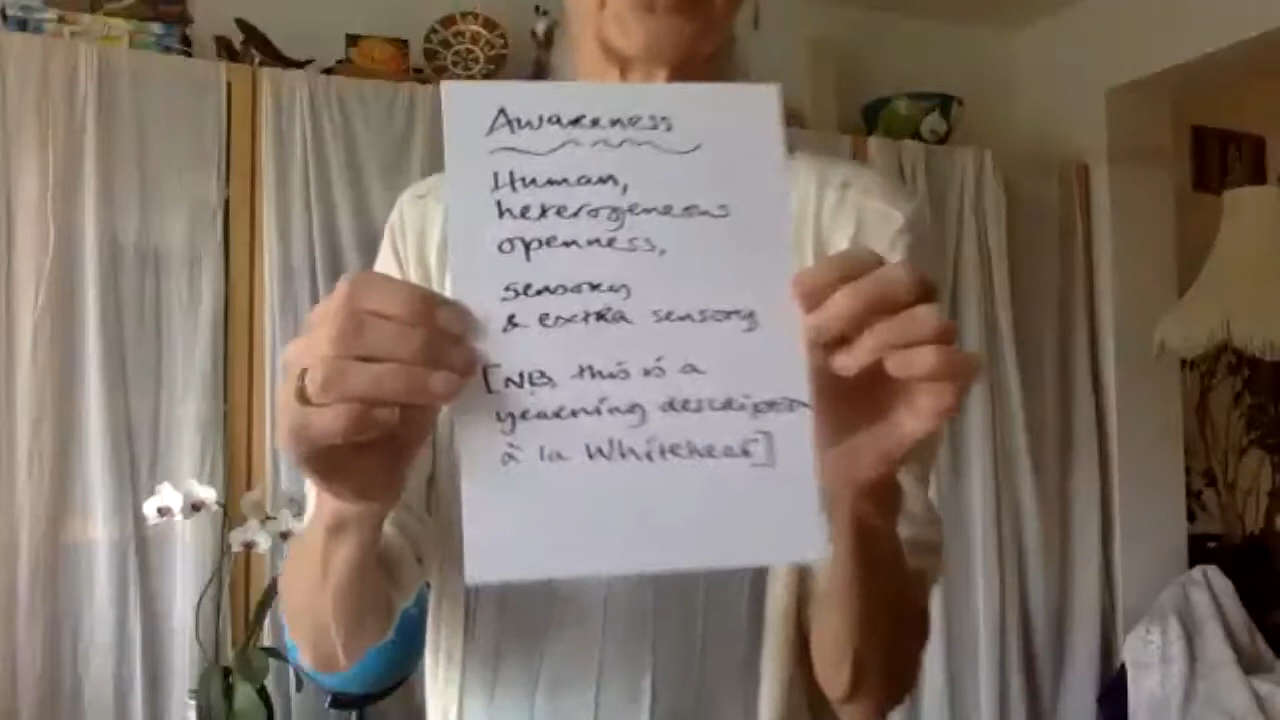 Awareness
Human,
heterogeneous
openness,
sensory
& extra sensory
[NB, this is a
yearning description
à la Whitehead]